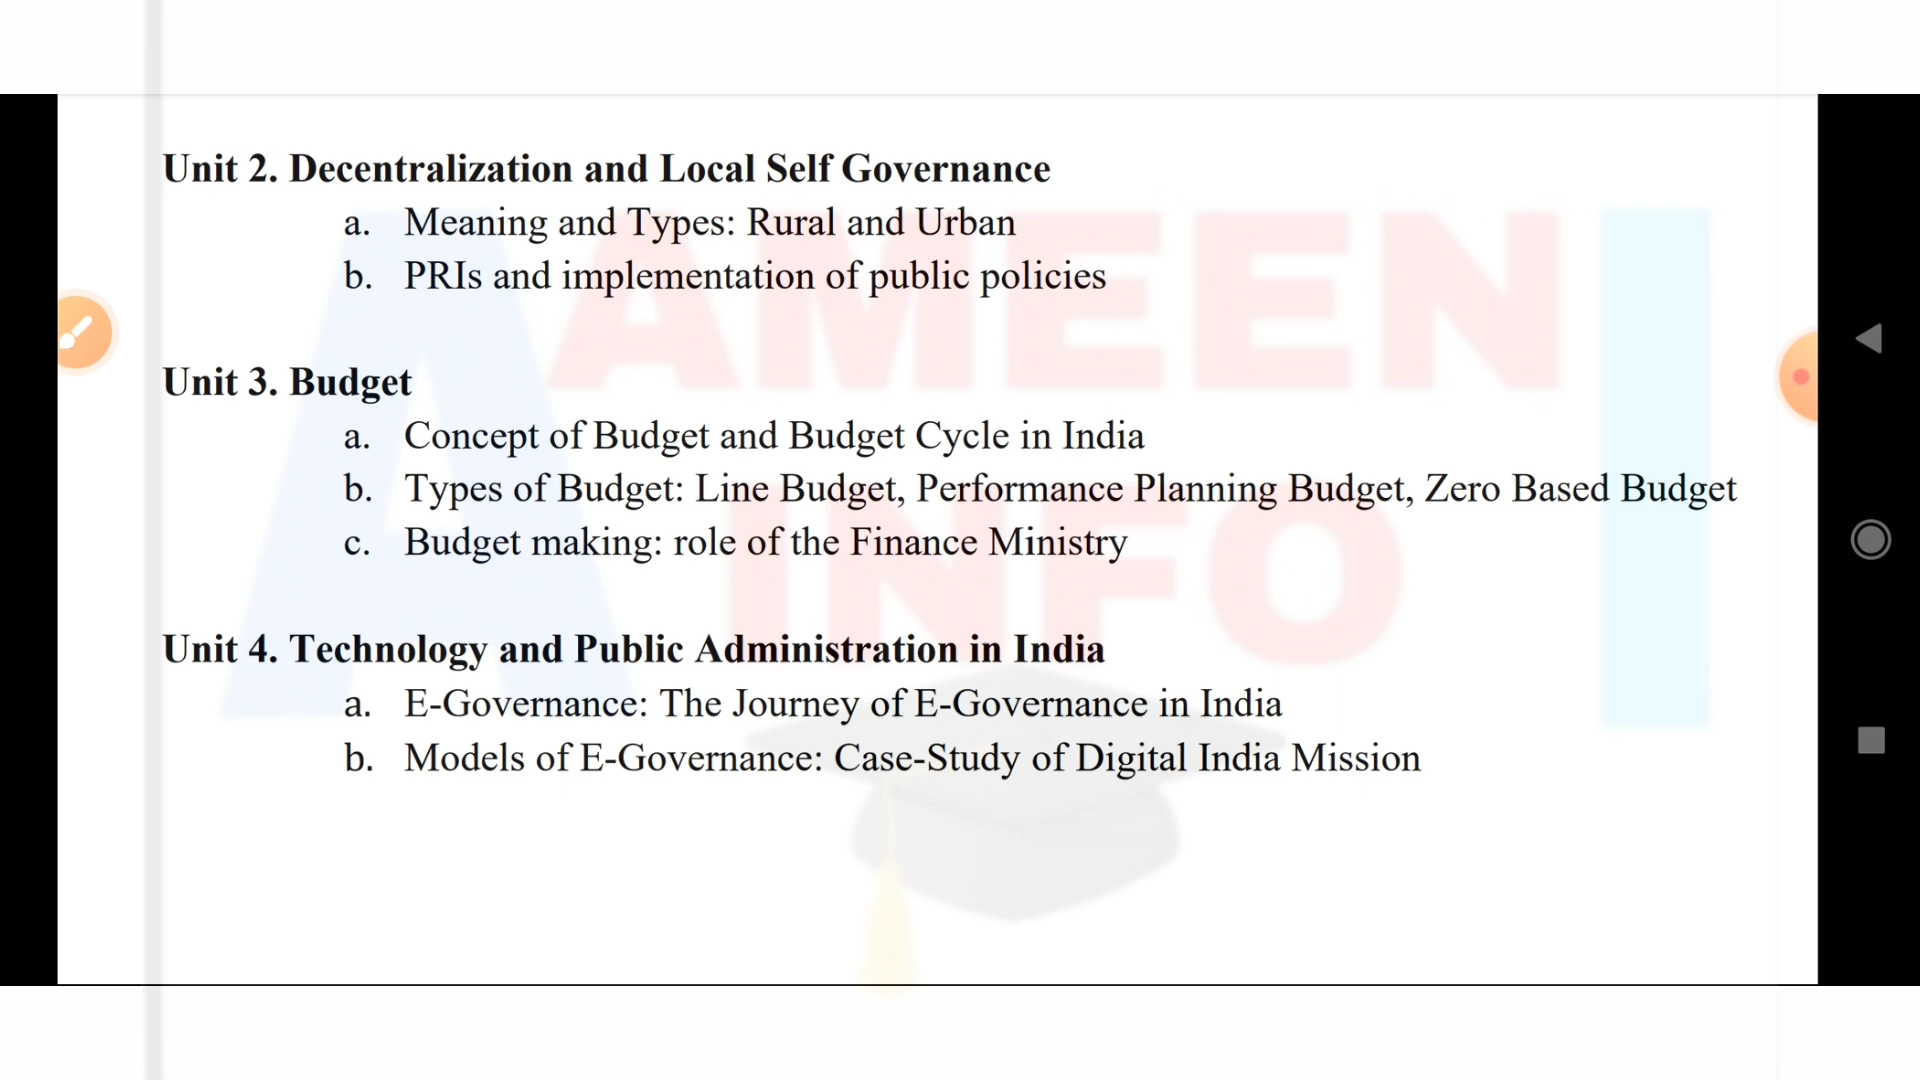 Unit 2. Decentralization and Local Self Governance
a. Meaning and Types: Rural and Urban
b. PRIs and implementation of public policies
Unit 3. Budget
a. Concept of Budget and Budget Cycle in India
b. Types of Budget: Line Budget, Performance Planning Budget, Zero Based Budget
c. Budget making: role of the Finance Ministry
Unit 4. Technology and Public Administration in India
a. E-Governance: The Journey of E-Governance in India
b. Models of E-Governance: Case-Study of Digital India Mission
A AMEEN I
INFO